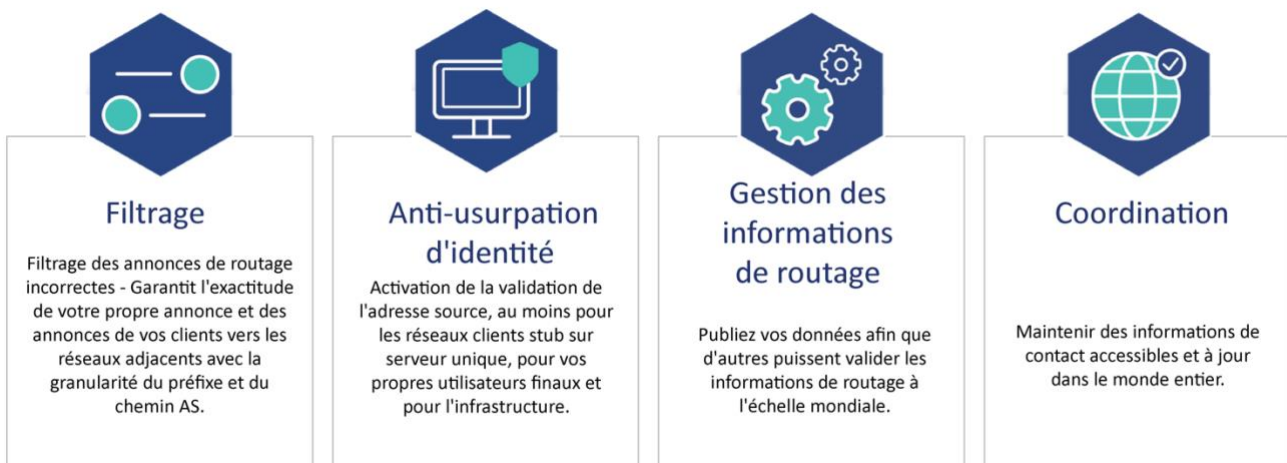 Filtrage
Filtrage des annonces de routage
incorrectes - Garantit l'exactitude
de votre propre annonce et des
annonces de vos clients vers les
réseaux adjacents avec la
granularité du préfixe et du
chemin AS.
Anti-usurpation
d'identité
Activation de la validation de
l'adresse source, au moins pour
les réseaux clients stub sur
serveur unique, pour vos
propres utilisateurs finaux et
pour l'infrastructure.
Gestion des
informations
de routage
Publiez vos données afin que
d'autres puissent valider les
informations de routage à
l'échelle mondiale.
Coordination
Maintenir des informations de
contact accessibles et à jour
dans le monde entier.